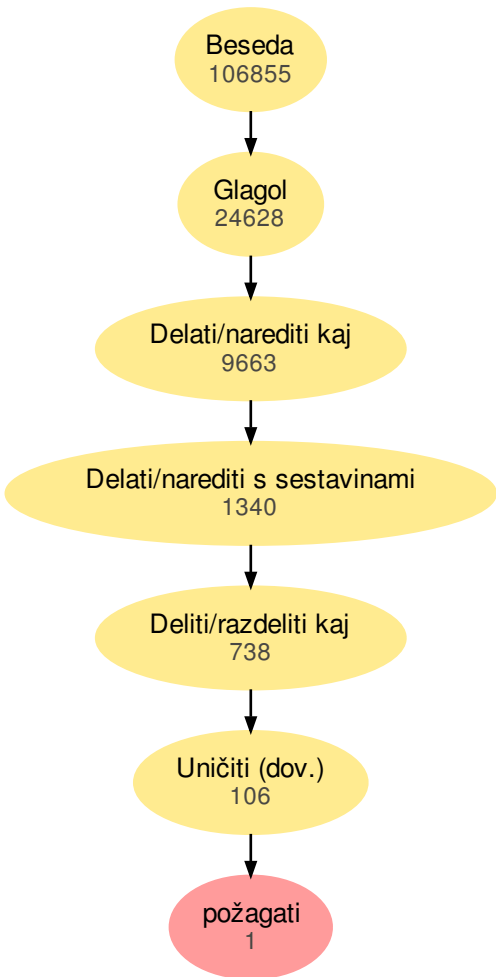 Beseda
106855
Glagol
24628
Delati/narediti kaj
9663
Delati/narediti s sestavinami
1340
Deliti/razdeliti kaj
738
Uničiti (dov.)
106
požagati
1